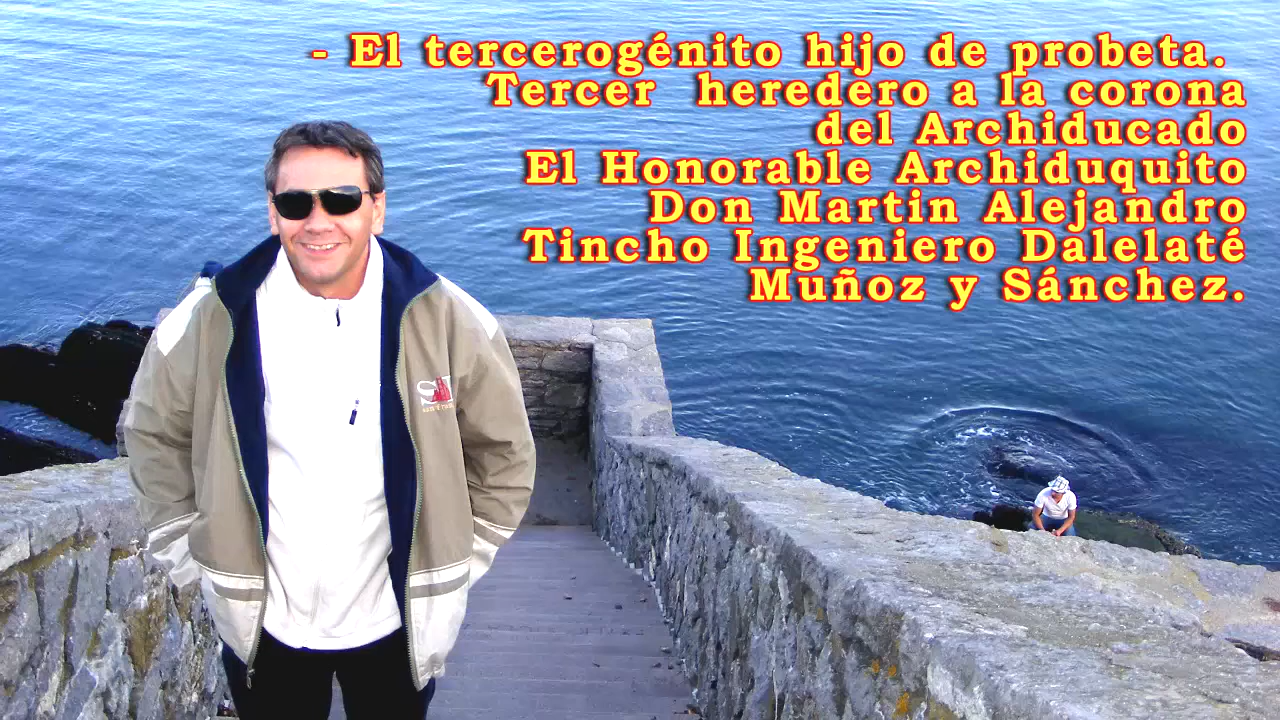 - El tercerogénito hijo de probeta.
Tercer heredero a la corona
del Archiducado
El Honorable Archiduquito
Don Martin Alejandro
Tincho Ingeniero Dalelaté
Muñoz y Sánchez.